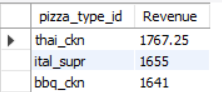 pizza_type_id Revenue
thai_ckn 1767.25
ital_supr 1655
bbq_ckn 1641